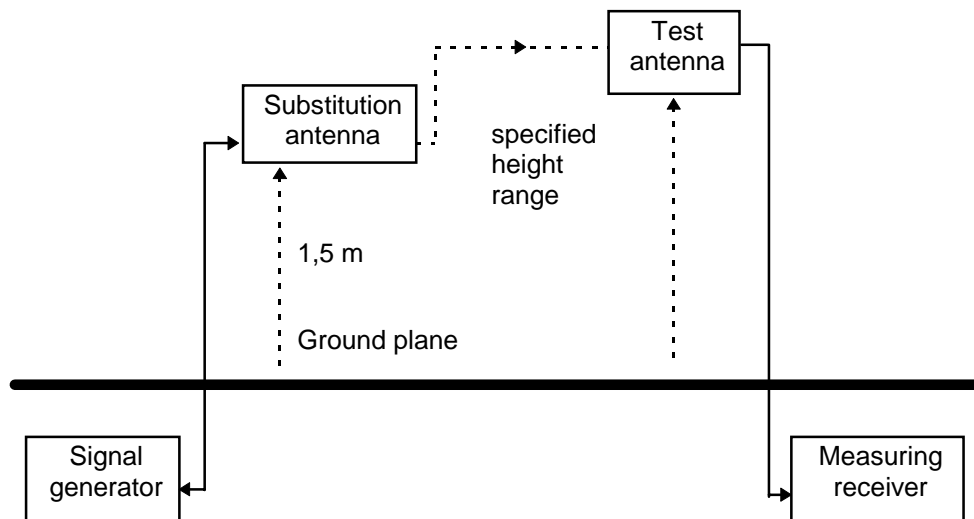 Test
antenna
Substitution
antenna
specified
height
range
1,5 m
Ground plane
Signal
generator
Measuring
receiver